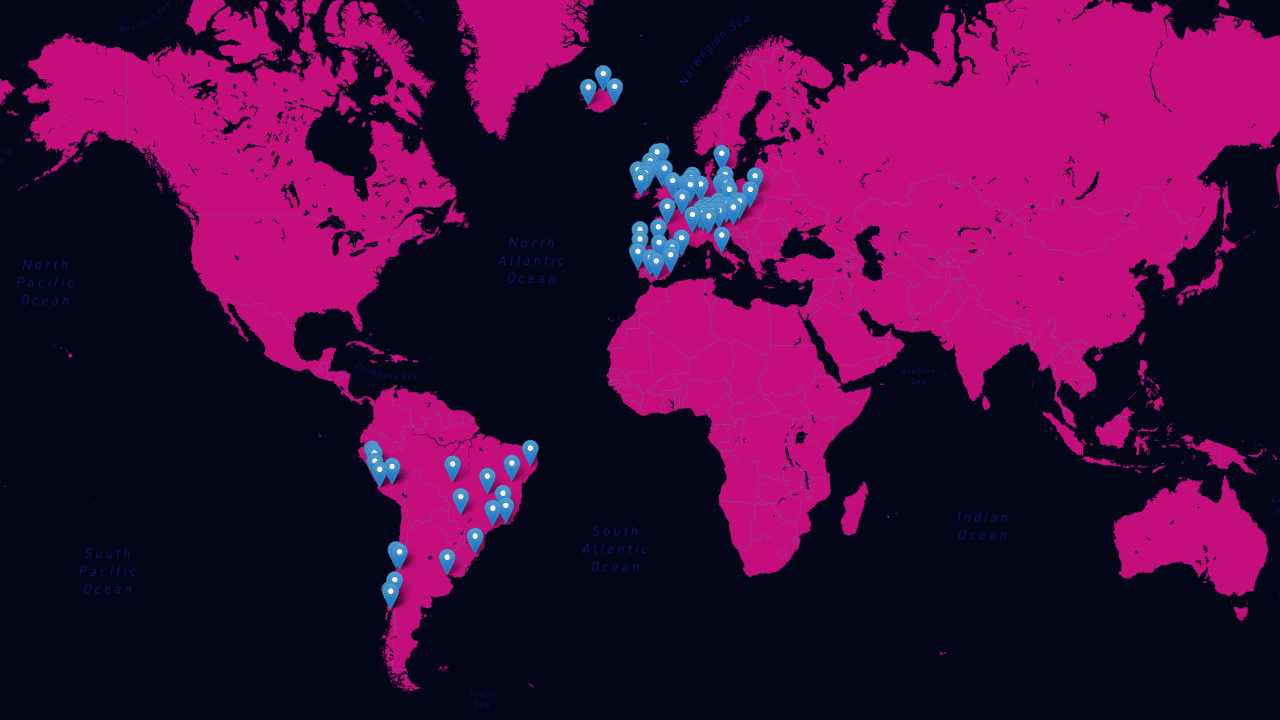 Norwegian Sea
North
Pacific
Ocean
North
Atlantic
Ocean
Caribbean Sea
Arabian
Sea
South
Pacific
Ocean
South
Atlantic
Ocean
Indian
Ocean
Scotia
Sea